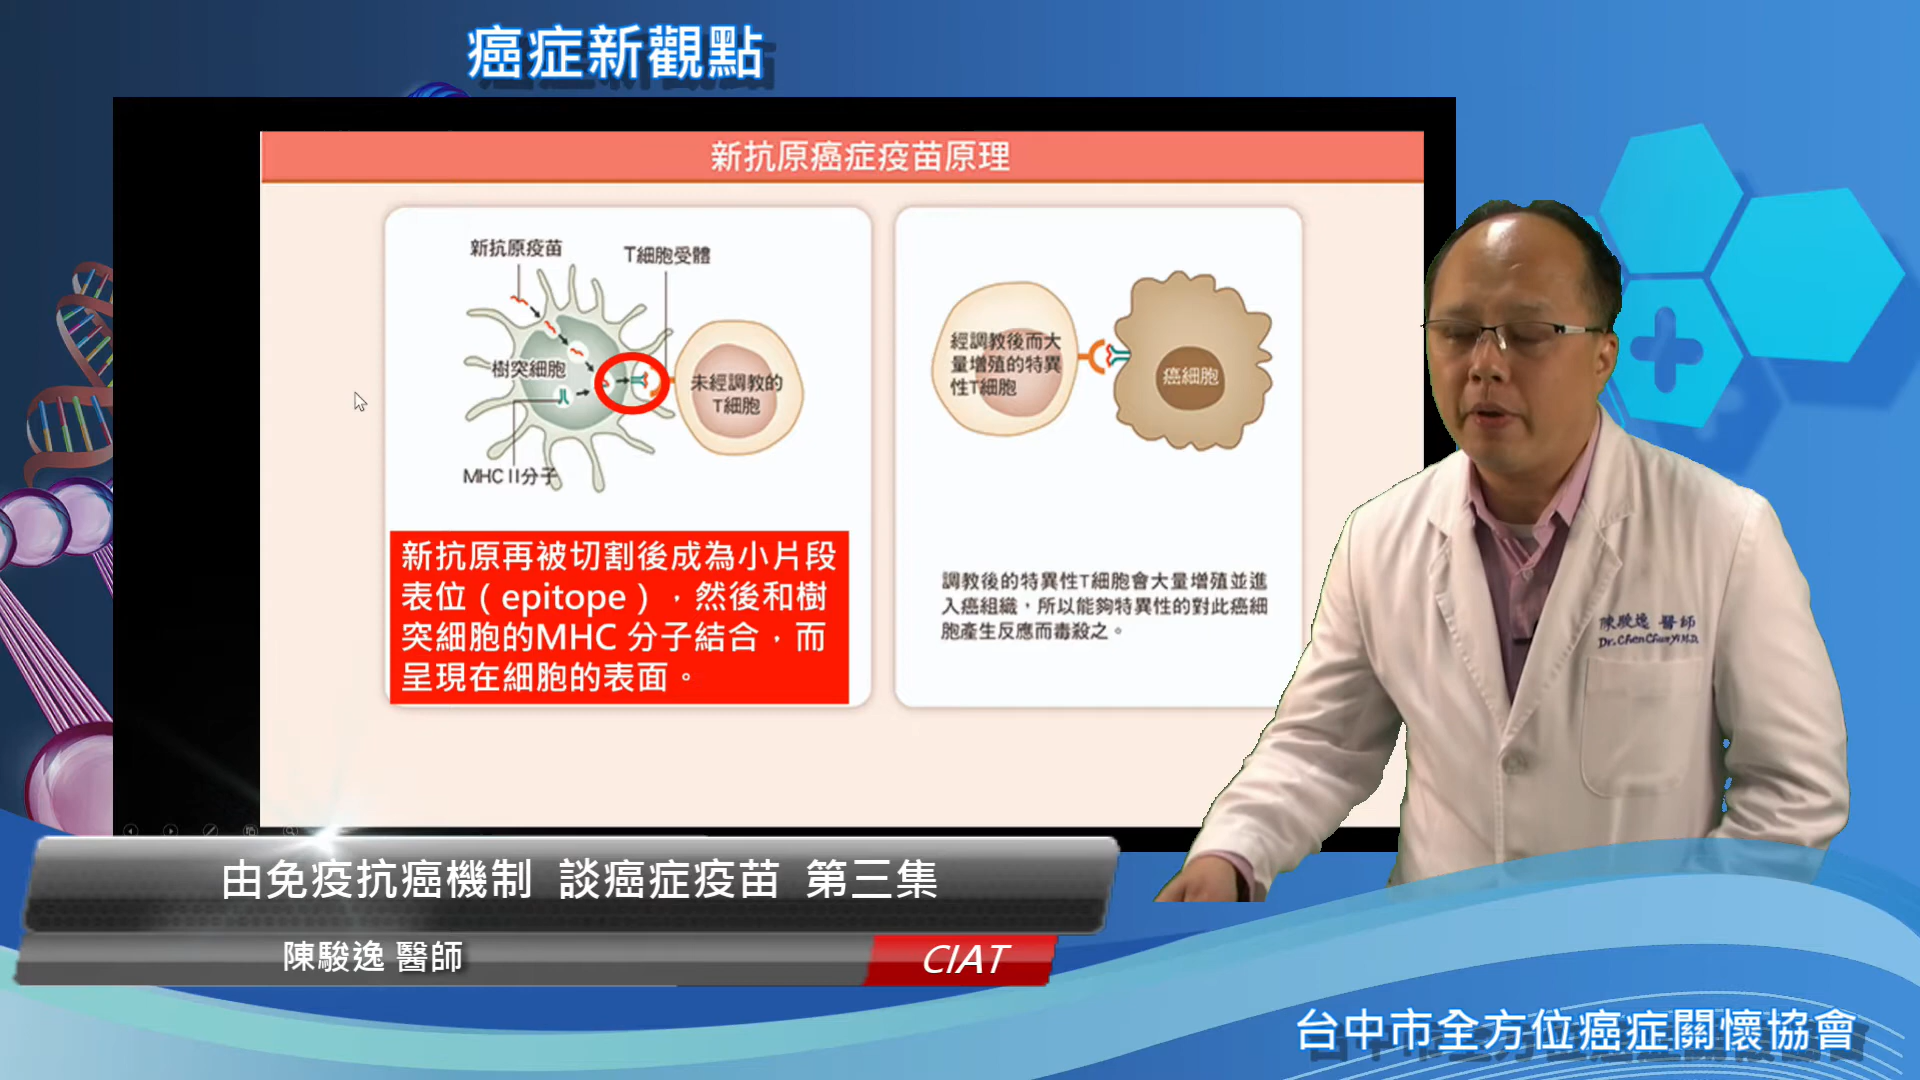 癌症新觀點
新抗原癌症疫苗原理
新抗原疫苗
T細胞受體
樹突細胞
未經調教的
T細胞
MHC II分子
新抗原再被切割後成為小片段
表位（epitope），然後和樹
突細胞的MHC 分子結合，而
呈現在細胞的表面。
經調教後而大
量增殖的特異
性T細胞
癌細胞
調教後的特異性T細胞會大量增殖並進
入癌組織，所以能夠特異性的對此癌細
胞產生反應而毒殺之。
陳駿逸 醫師
Dr.ChenChunYi M.D.
由免疫抗癌機制 談癌症疫苗 第三集
陳駿逸 醫師
CIAT
台中市全方位癌症關懷協會